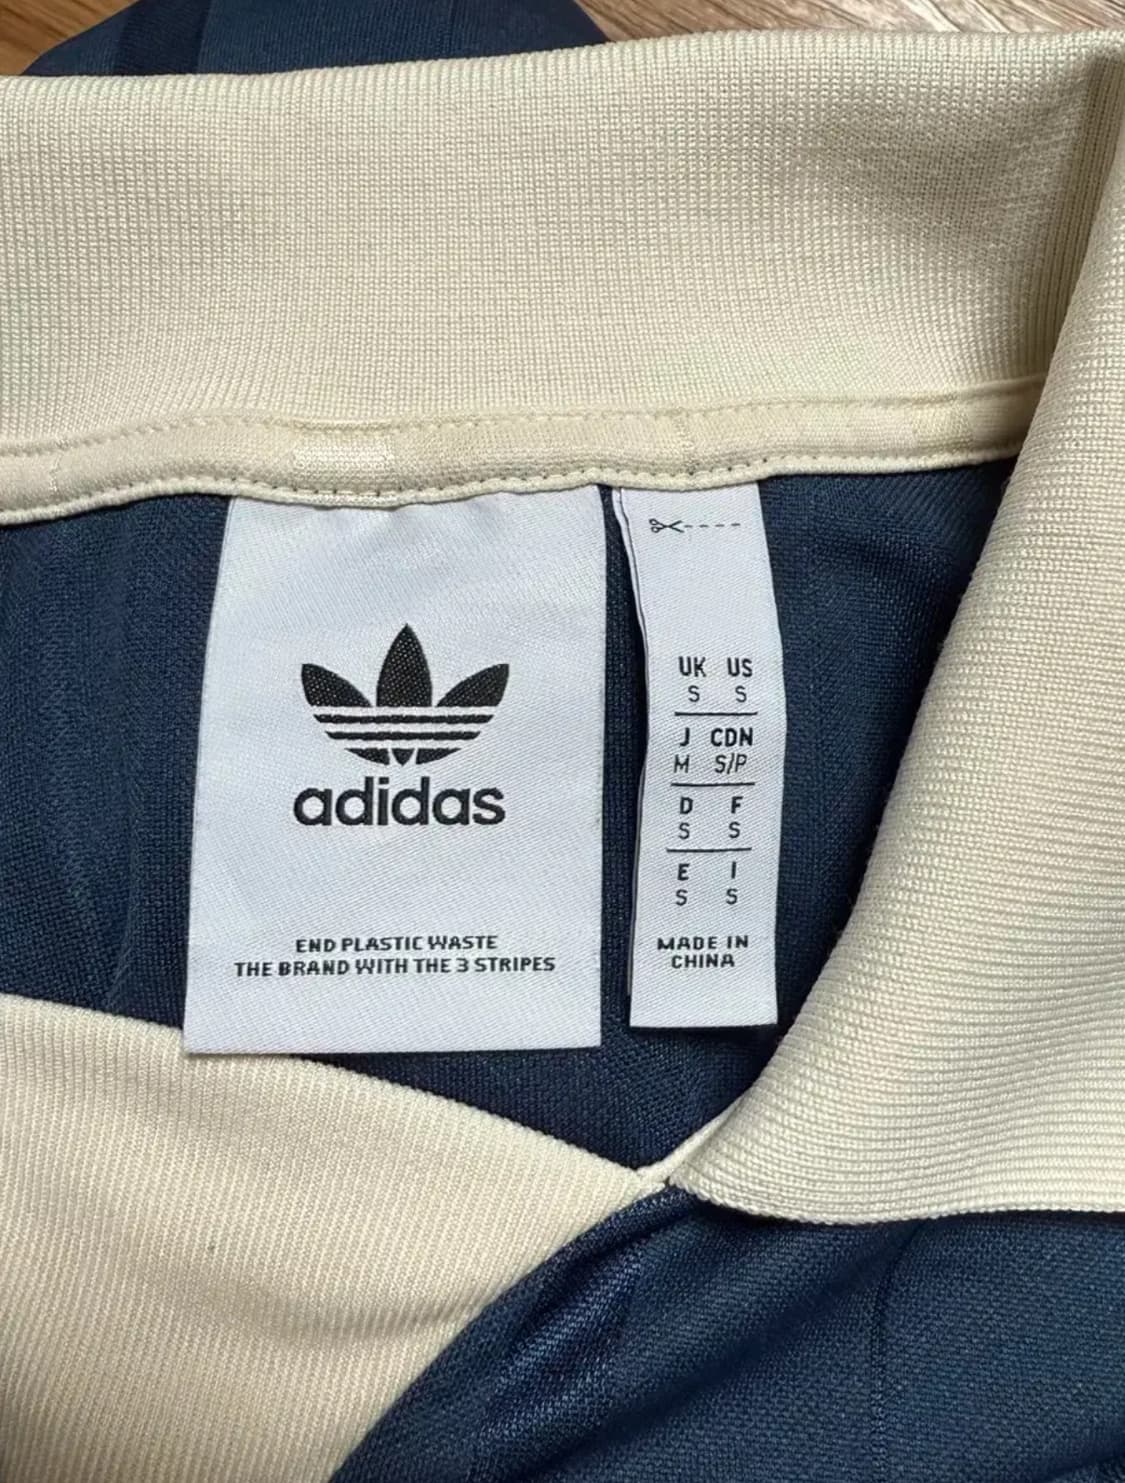 adidas
END PLASTIC WASTE
THE BRAND WITH THE 3 STRIPES
UK US
S S
J CDN
M S/P
D F
S S
E I
S S
MADE IN
CHINA